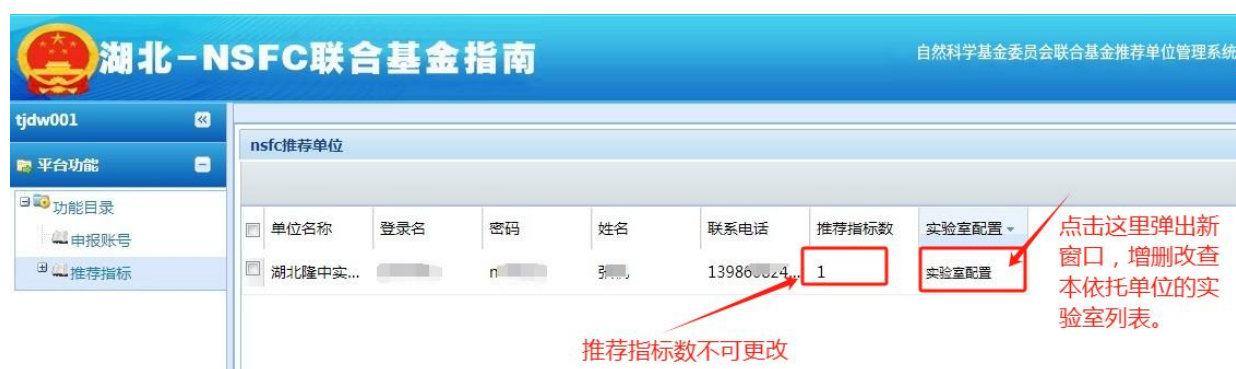 湖北-NSFC联合基金指南
自然科学基金委员会联合基金推荐单位管理系统
tjdw001
平台功能
功能目录
申报账号
推荐指标
nsfc推荐单位
单位名称 登录名 密码 姓名 联系电话 推荐指标数 实验室配置
湖北隆中实... 1 实验室配置
点击这里弹出新
窗口，增删改查
本依托单位的实
验室列表。
推荐指标数不可更改